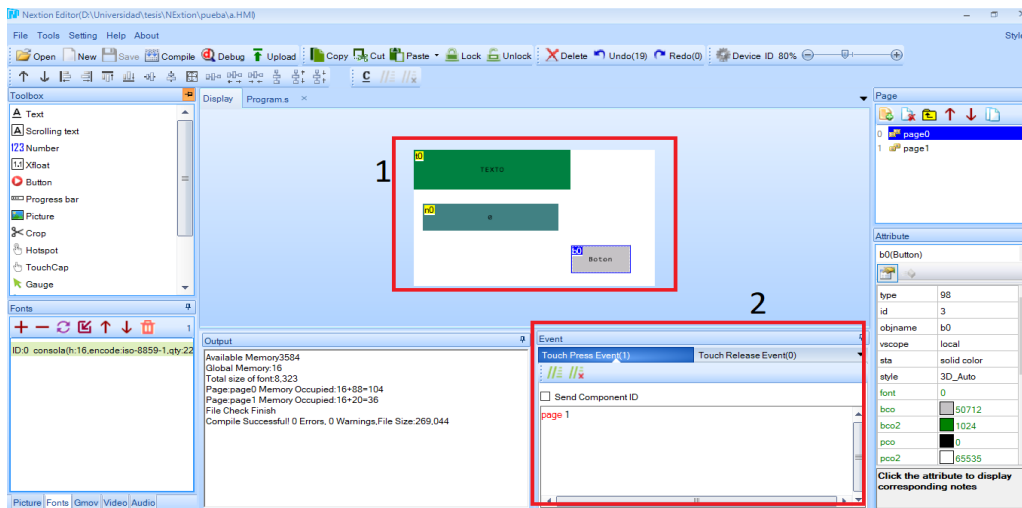 Nextion Editor(D:\Universidad\tesis\NExtion\pueba\a.HMI)
File Tools Setting Help About
Open New Save Compile Debug Upload Copy Cut Paste Lock Unlock Delete Undo(19) Redo(0) Device ID 80%
Toolbox
A Text
A Scrolling text
123 Number
1.1 Xfloat
Button
Progress bar
Picture
Crop
Hotspot
TouchCap
Gauge
Fonts
1
ID:0 consola(h:16,encode:iso-8859-1,qty:22
Picture Fonts Gmov Video Audio
Display Program.s
1
t0
TEXTO
n0
0
b0
Boton
2
Output
Available Memory3584
Global Memory:16
Total size of font:8,323
Page:page0 Memory Occupied:16+88=104
Page:page1 Memory Occupied:16+20=36
File Check Finish
Compile Successful! 0 Errors, 0 Warnings,File Size:269,044
Event
Touch Press Event(1) Touch Release Event(0)
Send Component ID
page 1
Page
0 page0
1 page1
Attribute
b0(Button)
type 98
id 3
objname b0
vscope local
sta solid color
style 3D_Auto
font 0
bco 50712
bco2 1024
pco 0
pco2 65535
Click the attribute to display
corresponding notes